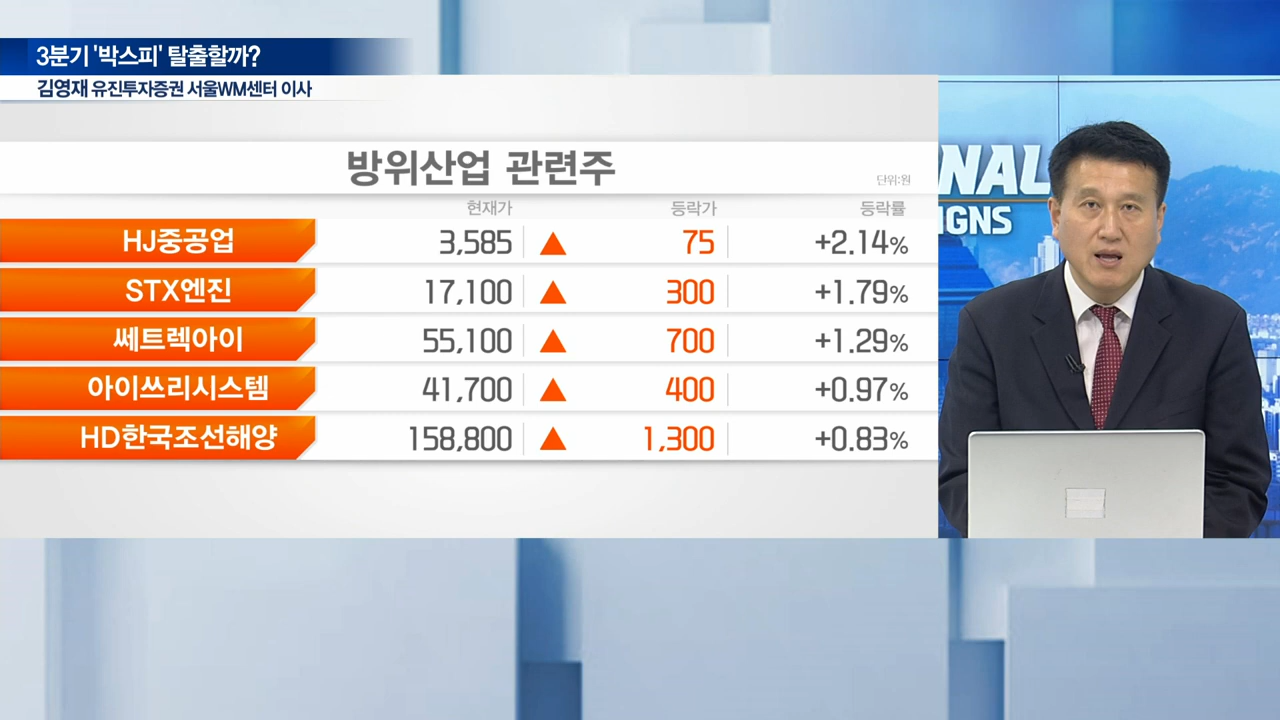 3분기 '박스피' 탈출할까?
김영재 유진투자증권 서울WM센터 이사
방위산업 관련주
단위:원
현재가 등락가 등락률
HJ중공업 3,585 ▲ 75 +2.14%
STX엔진 17,100 ▲ 300 +1.79%
쎄트렉아이 55,100 ▲ 700 +1.29%
아이쓰리시스템 41,700 ▲ 400 +0.97%
HD한국조선해양 158,800 ▲ 1,300 +0.83%
NAL
IGNS